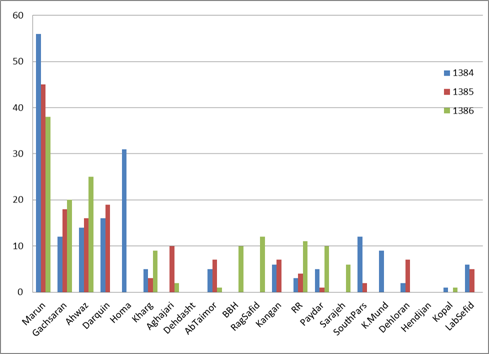 60
50
40
30
20
10
0
1384
1385
1386
Marun
Gachsaran
Ahwaz
Darquin
Homa
Kharg
Aghajari
Dehdasht
AbTaimor
BBH
RagSafid
Kangan
RR
Paydar
Sarajeh
SouthPars
K.Mund
Dehloran
Hendijan
Kopal
LabSefid